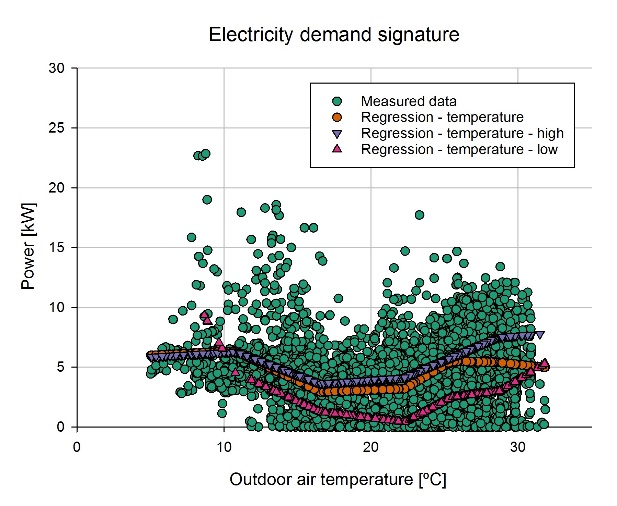 Electricity demand signature
30
25
20
15
10
5
0
Power [kW]
Measured data
Regression - temperature
Regression - temperature - high
Regression - temperature - low
0
10
20
30
Outdoor air temperature [ºC]